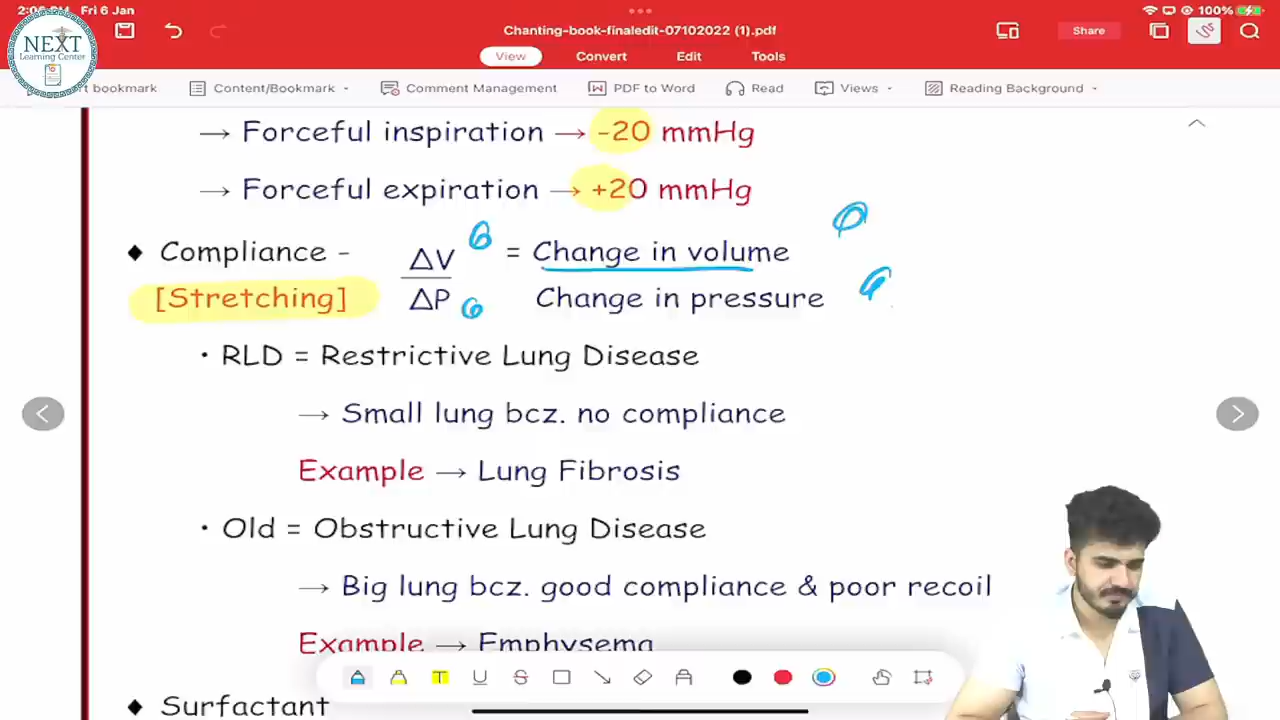 2:06 PM Fri 6 Jan
100%
NEXT
Learning Center
Chanting-book-finaledit-07102022 (1).pdf
Share
View
Convert
Edit
Tools
bookmark
Content/Bookmark
Comment Management
PDF to Word
Read
Views
Reading Background
→ Forceful inspiration → -20 mmHg
→ Forceful expiration → +20 mmHg
♦ Compliance - ΔV = Change in volume
[Stretching] ΔP Change in pressure
• RLD = Restrictive Lung Disease
→ Small lung bcz. no compliance
Example → Lung Fibrosis
• Old = Obstructive Lung Disease
→ Big lung bcz. good compliance & poor recoil
Example → Emphysema
♦ Surfactant